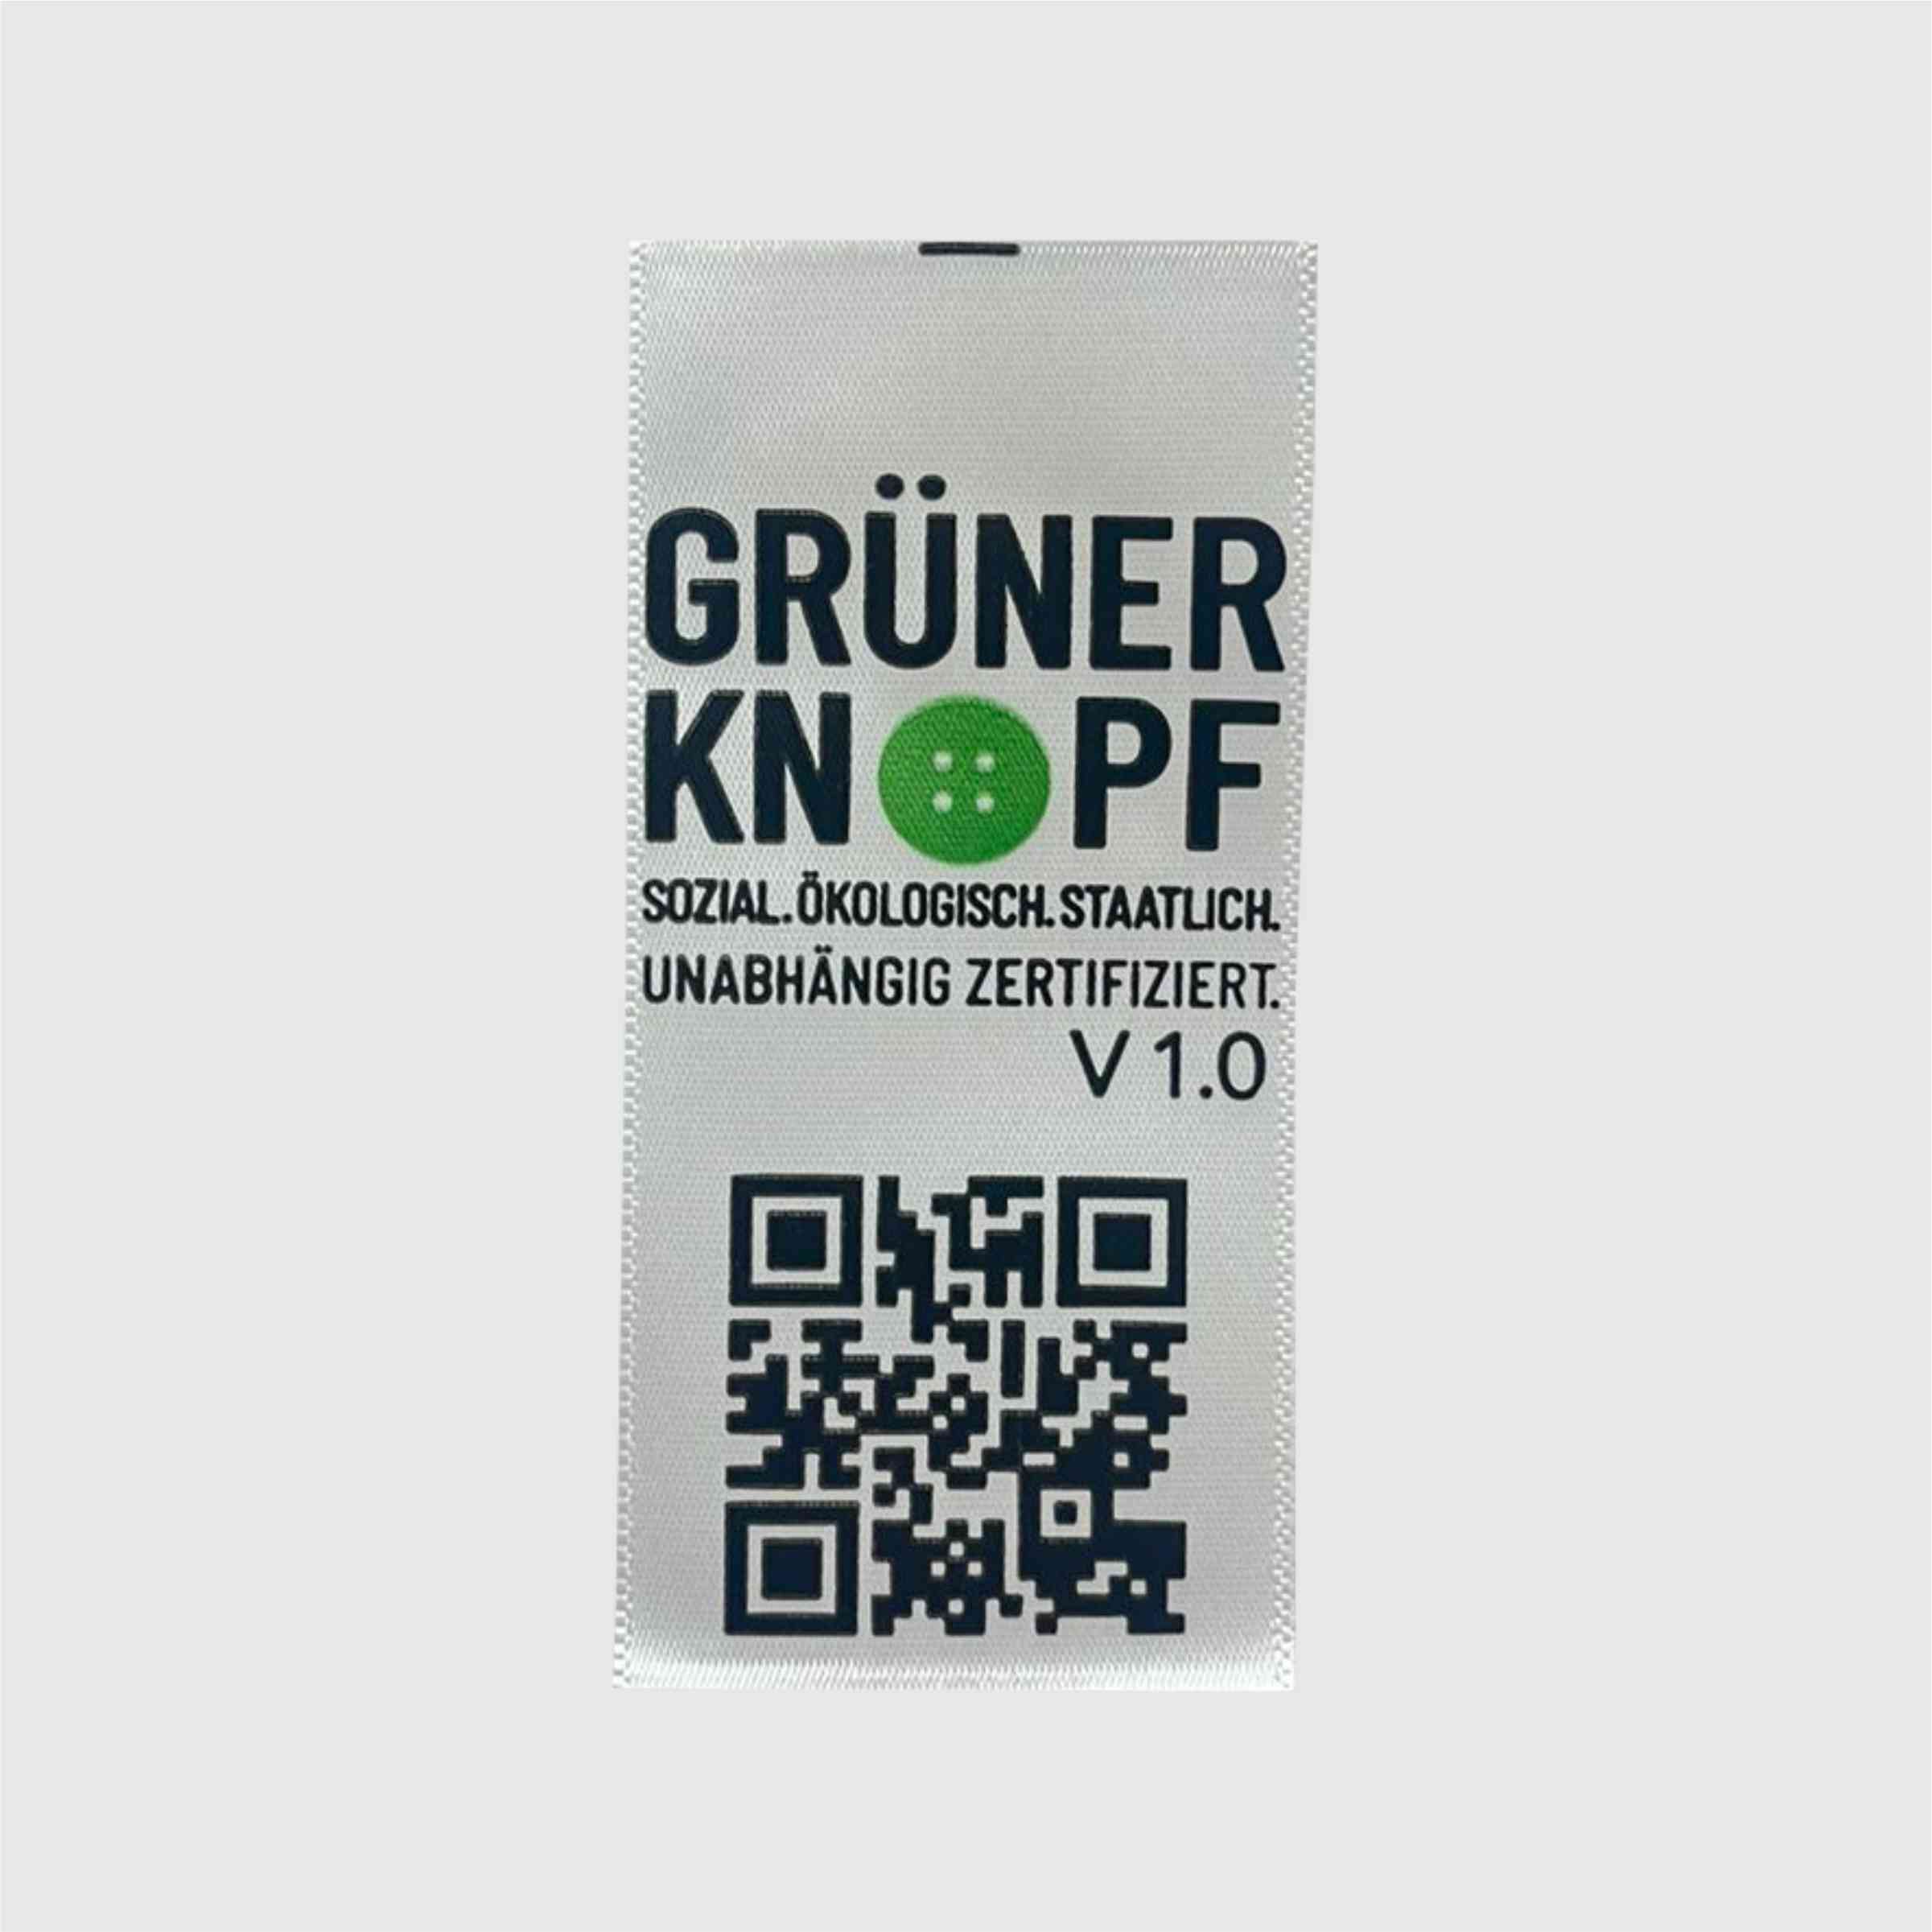 GRÜNER
KNOPF
SOZIAL. ÖKOLOGISCH. STAATLICH.
UNABHÄNGIG ZERTIFIZIERT.
V 1.0